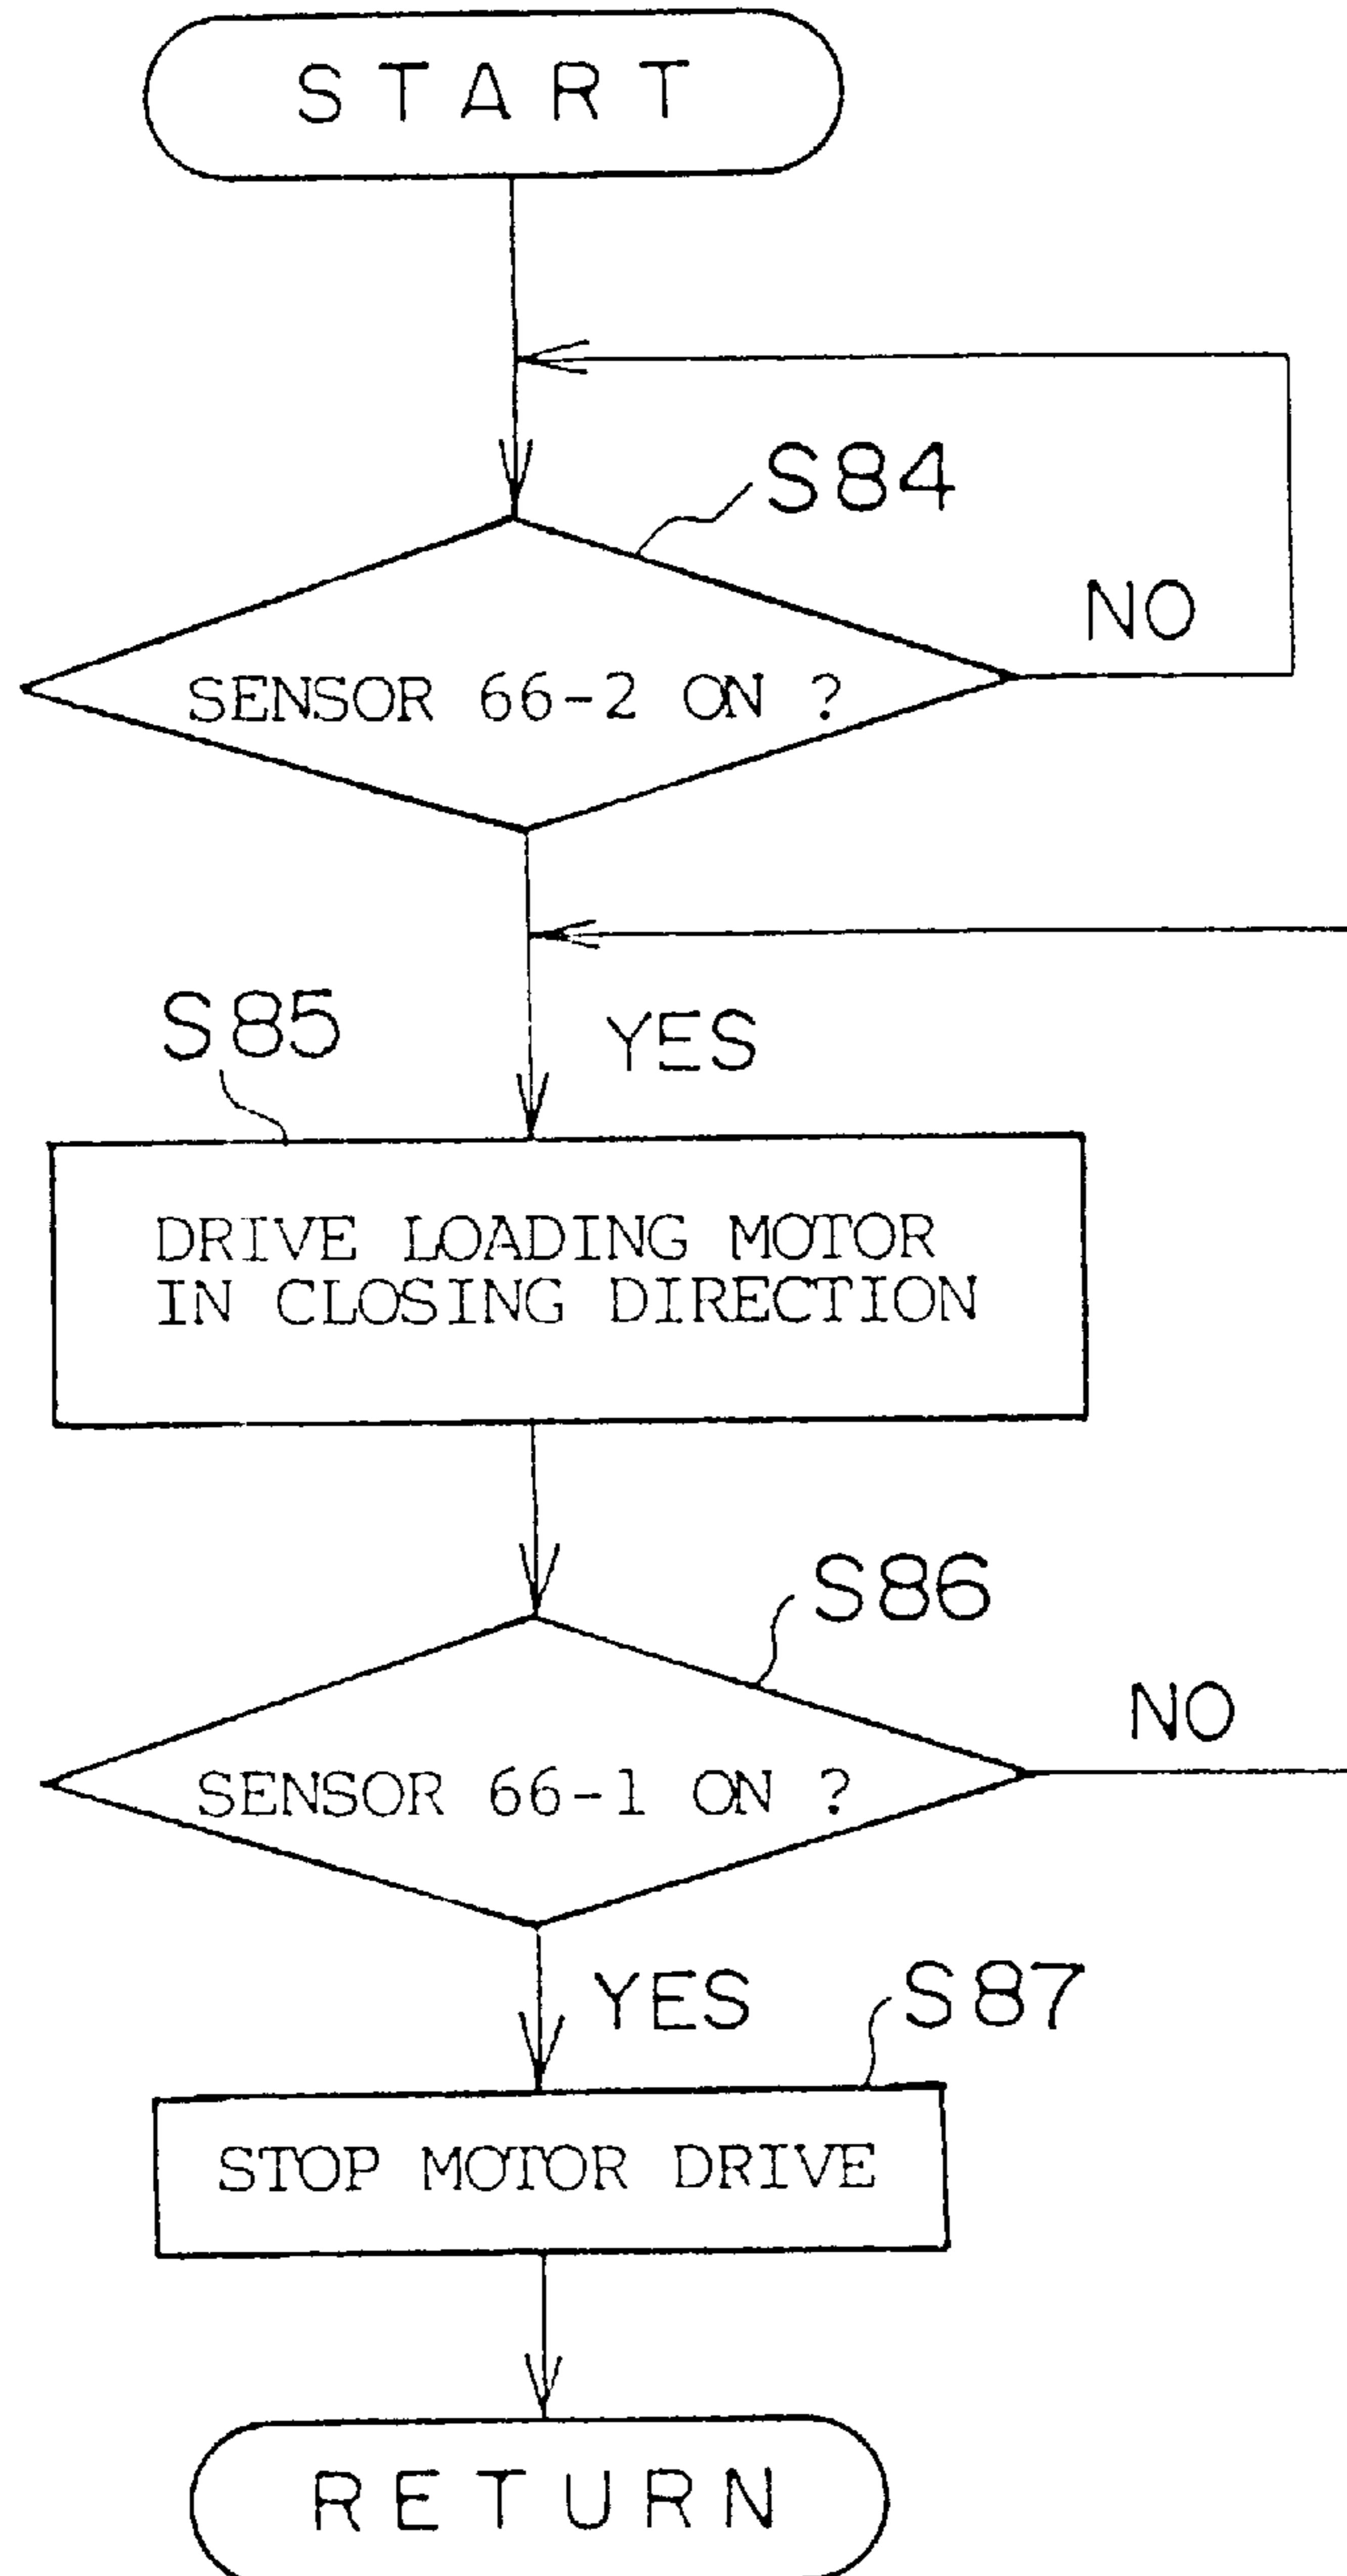 START
S84
NO
SENSOR 66-2 ON ?
S85
YES
DRIVE LOADING MOTOR
IN CLOSING DIRECTION
S86
NO
SENSOR 66-1 ON ?
YES
S87
STOP MOTOR DRIVE
RETURN